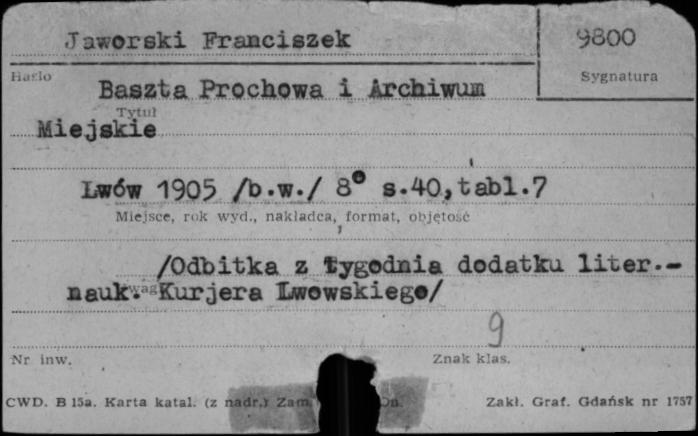 Jaworski Franciszek
9800
Hasło
Sygnatura
Baszta Prochowa i Archiwum
Tytuł
Miejskie
Lwów 1905 /b.w./ 8° s.40,tabl.7
Miejsce, rok wyd., nakładca, format, objętość
/Odbitka z tygodnia dodatku liter.-
nauk. Kurjera Lwowskiego/
9
Nr inw.
Znak klas.
CWD. B 15a. Karta katal. (z nadr.) Zam
Zakł. Graf. Gdańsk nr 1757